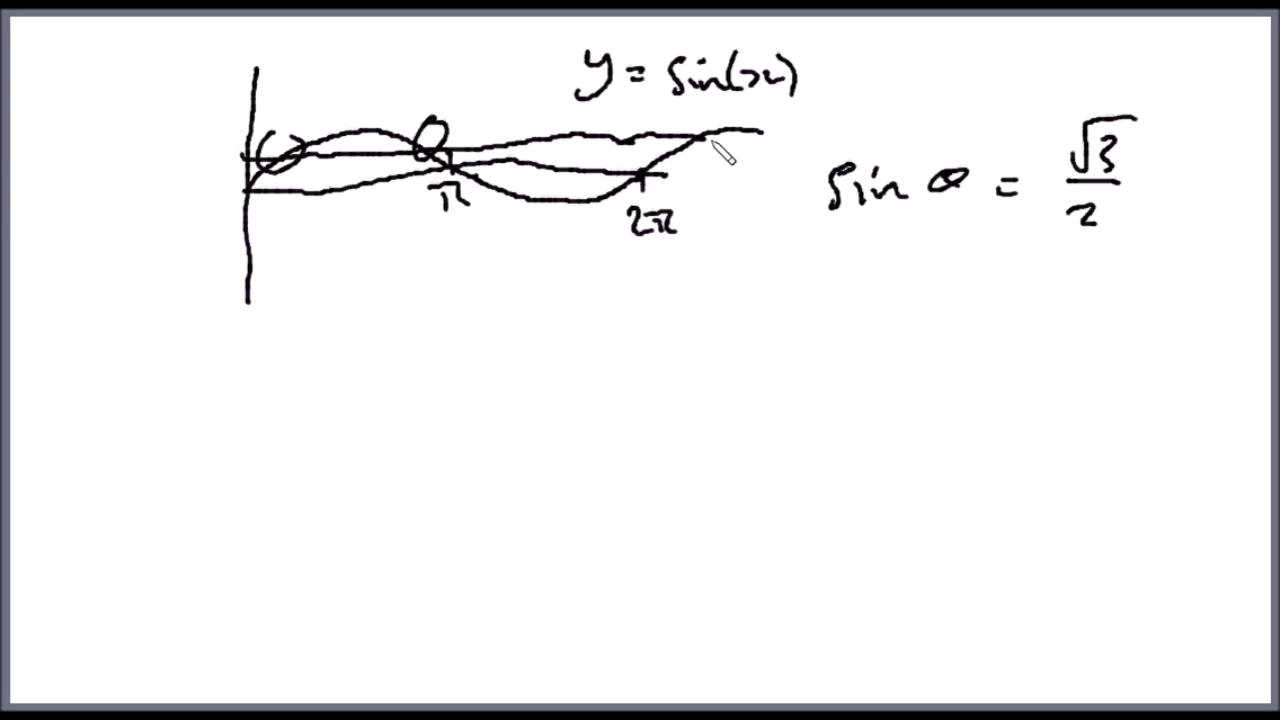 y = sin(x)
sin θ = √3/2
π
2π